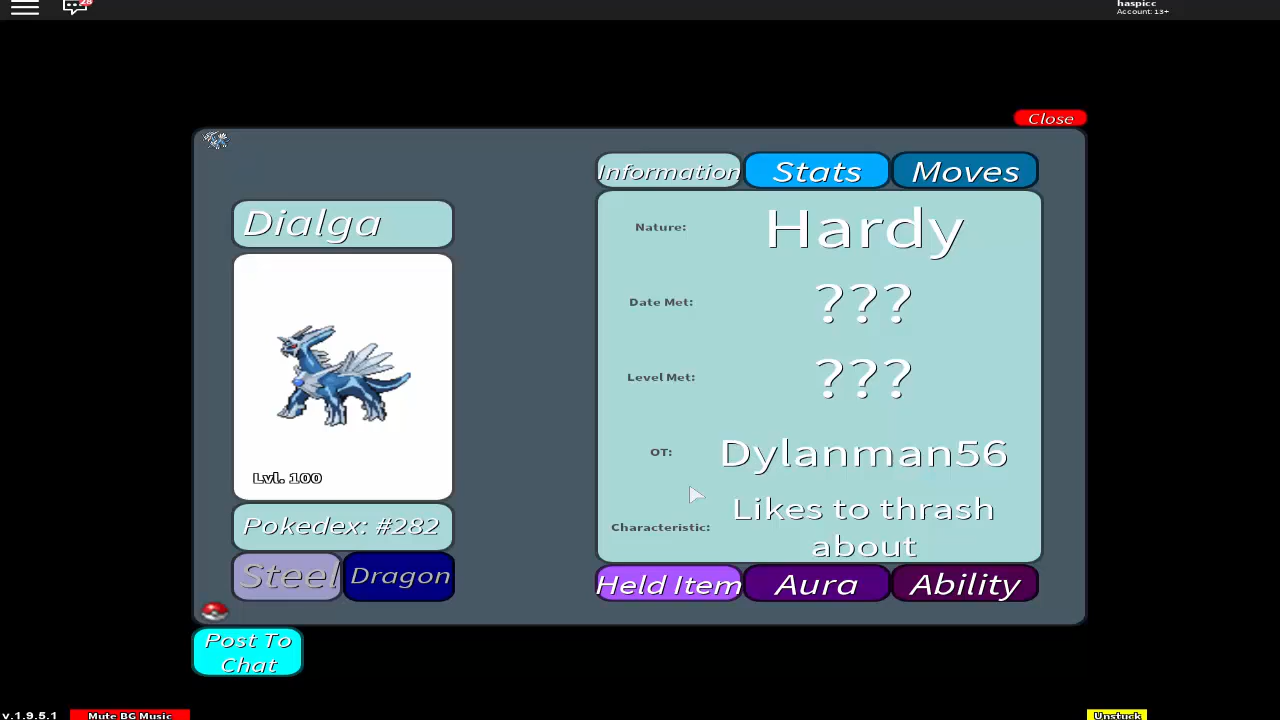 28
haspicc
Account: 13+
Close
Information
Stats
Moves
Dialga
Nature:
Hardy
Date Met:
???
Level Met:
???
OT:
Dylanman56
Characteristic:
Likes to thrash
about
Lvl. 100
Pokedex: #282
Steel
Dragon
Held Item
Aura
Ability
Post To
Chat
v.1.9.5.1
Mute BG Music
Unstuck